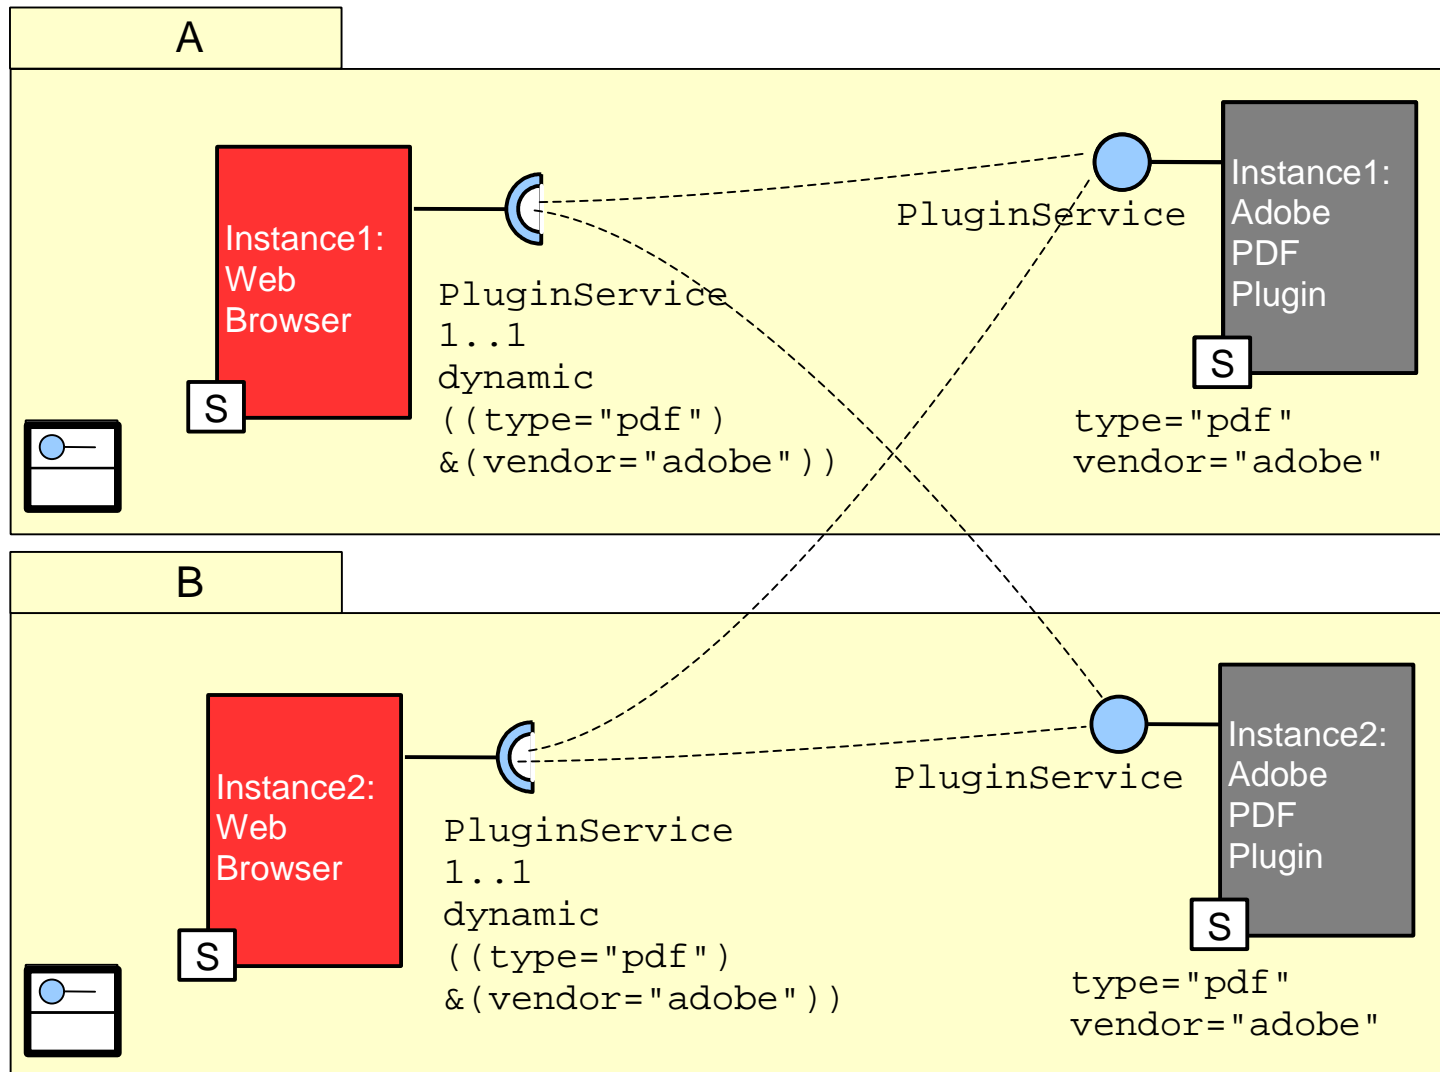 A
Instance1:
Web
Browser
S
PluginService
1..1
dynamic
((type="pdf")
&(vendor="adobe"))
PluginService
Instance1:
Adobe
PDF
Plugin
S
type="pdf"
vendor="adobe"
B
Instance2:
Web
Browser
S
PluginService
1..1
dynamic
((type="pdf")
&(vendor="adobe"))
PluginService
Instance2:
Adobe
PDF
Plugin
S
type="pdf"
vendor="adobe"